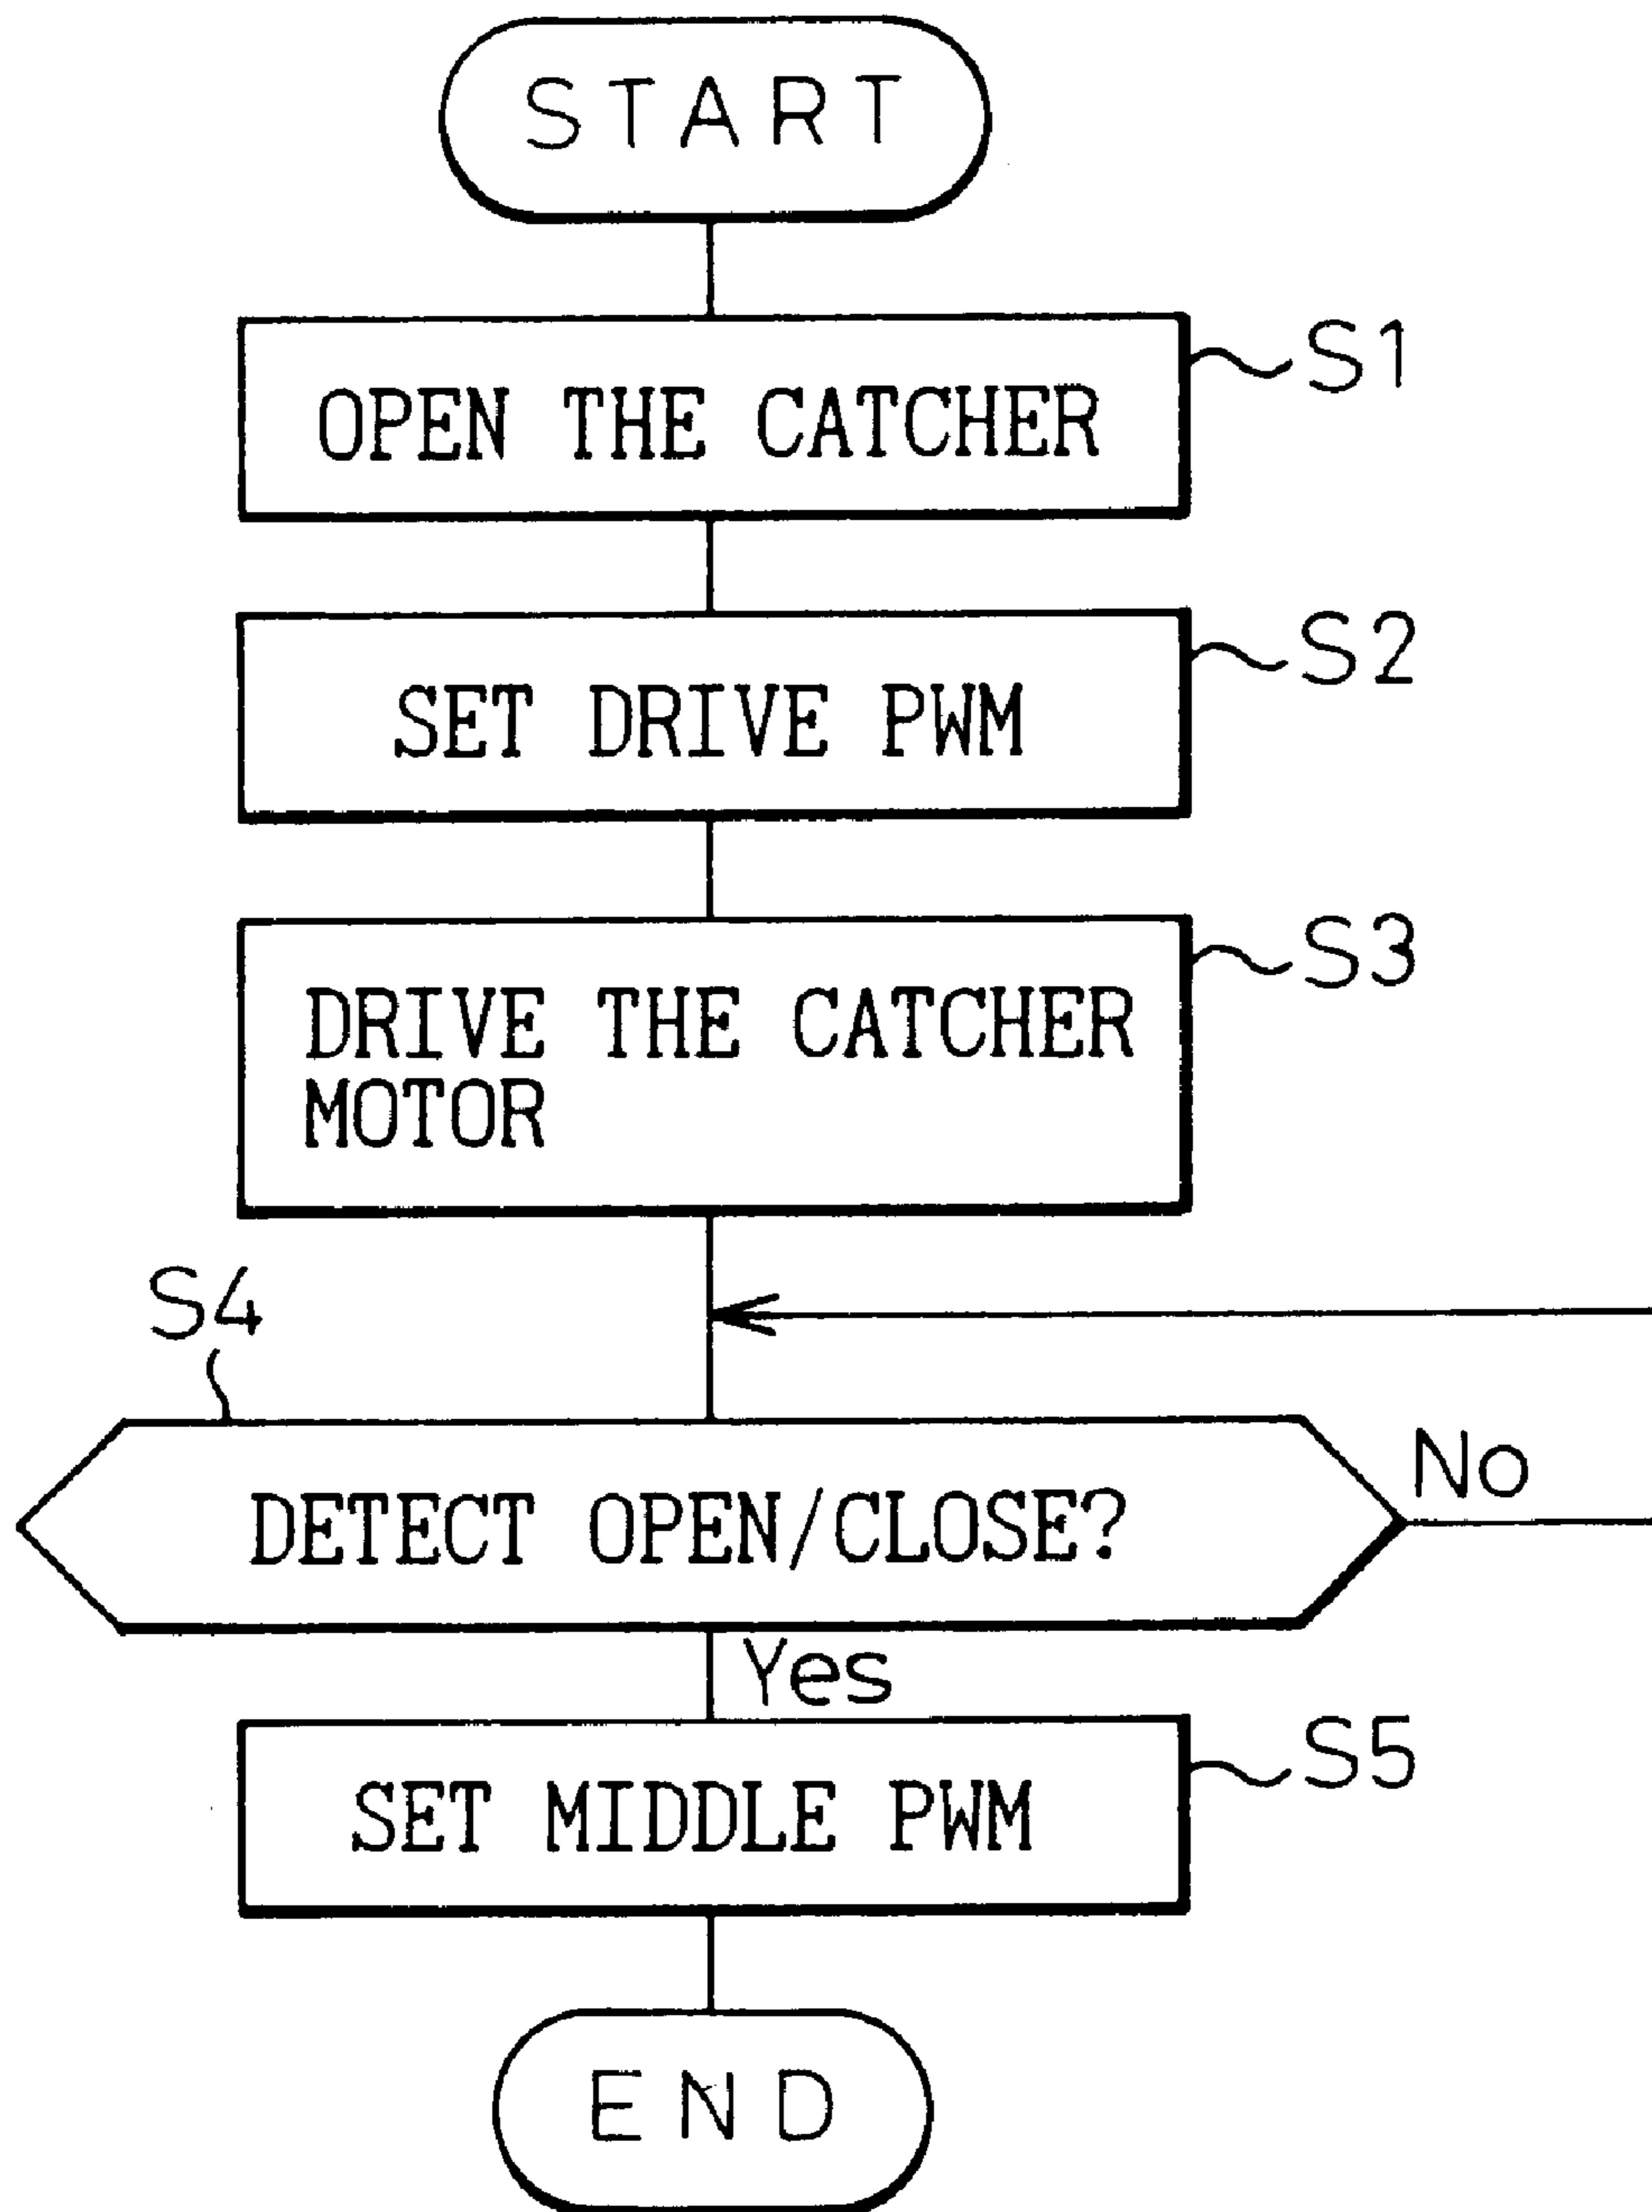 START
OPEN THE CATCHER
S1
SET DRIVE PWM
S2
DRIVE THE CATCHER
MOTOR
S3
S4
DETECT OPEN/CLOSE?
No
Yes
SET MIDDLE PWM
S5
END